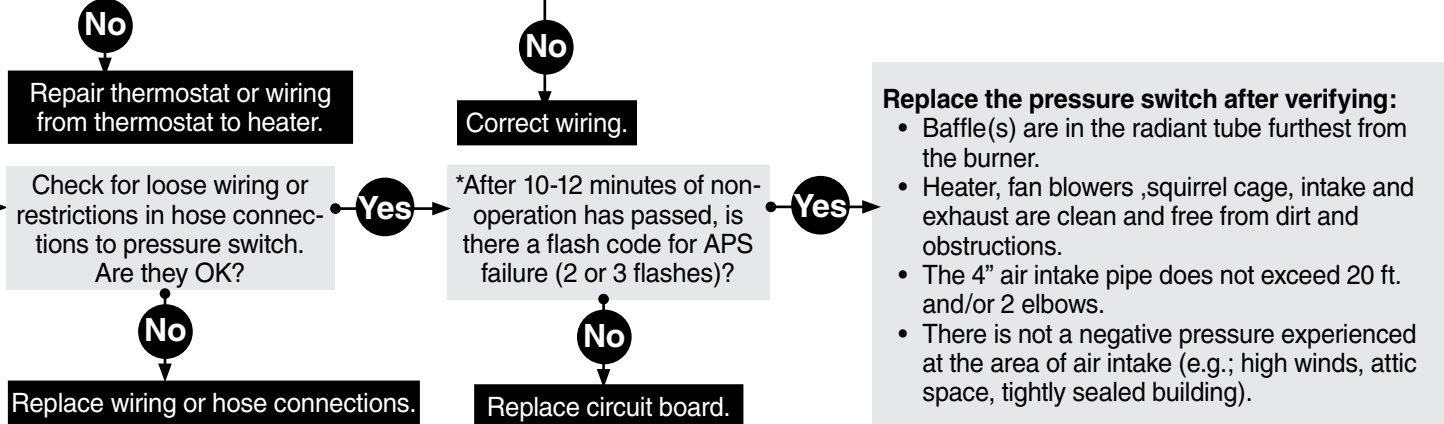 No
Repair thermostat or wiring
from thermostat to heater.
No
Correct wiring.
Check for loose wiring or
restrictions in hose connec-
tions to pressure switch.
Are they OK?
Yes
*After 10-12 minutes of non-
operation has passed, is
there a flash code for APS
failure (2 or 3 flashes)?
Yes
Replace the pressure switch after verifying:
• Baffle(s) are in the radiant tube furthest from
the burner.
• Heater, fan blowers ,squirrel cage, intake and
exhaust are clean and free from dirt and
obstructions.
• The 4” air intake pipe does not exceed 20 ft.
and/or 2 elbows.
• There is not a negative pressure experienced
at the area of air intake (e.g.; high winds, attic
space, tightly sealed building).
No
Replace wiring or hose connections.
No
Replace circuit board.